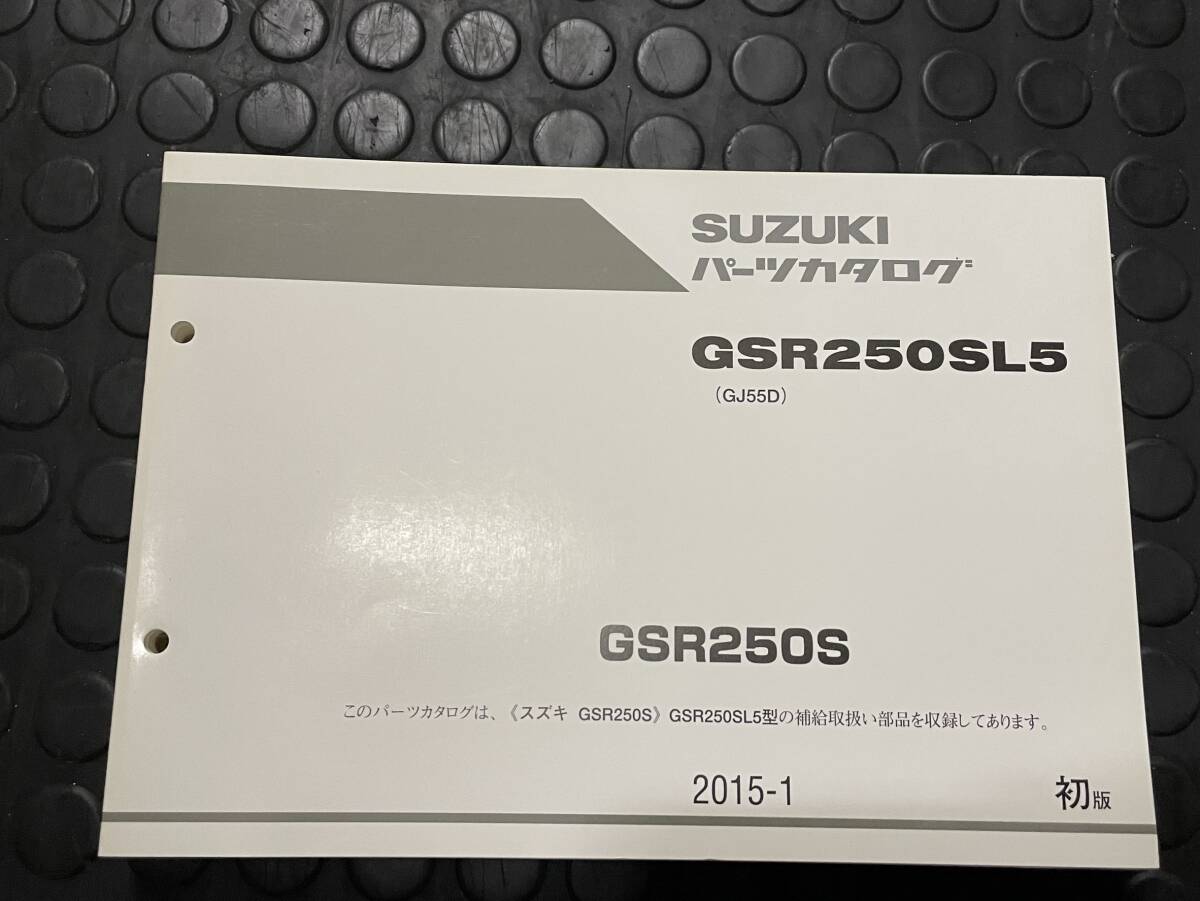 SUZUKI
パーツカタログ
GSR250SL5
(GJ55D)
GSR250S
このパーツカタログは、《スズキ GSR250S》GSR250SL5型の補給取扱い部品を収録してあります。
2015-1 初版